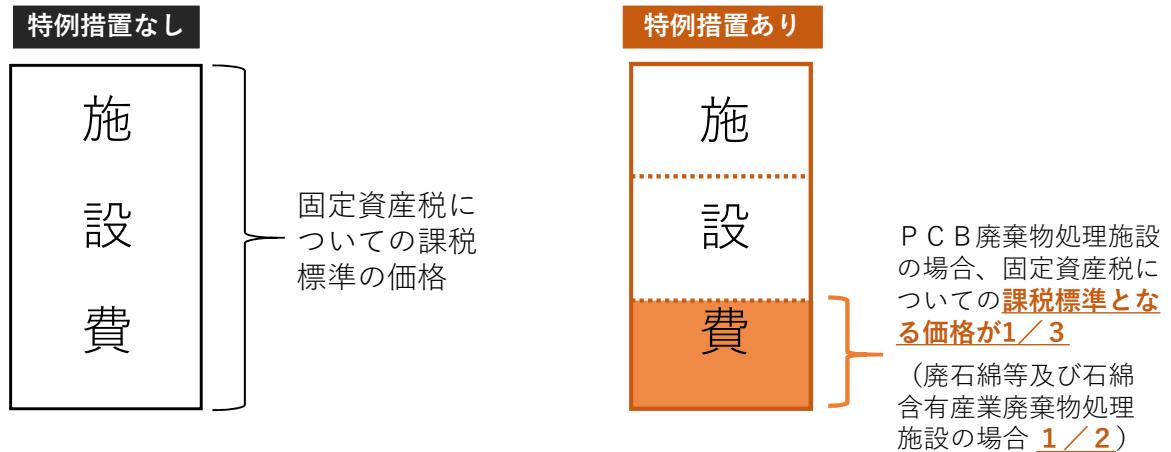 特例措置なし
施
設
費
固定資産税に
ついての課税
標準の価格
特例措置あり
施
設
費
ＰＣＢ廃棄物処理施設
の場合、固定資産税に
ついての課税標準とな
る価格が1／３
（廃石綿等及び石綿
含有産業廃棄物処理
施設の場合 １／２）